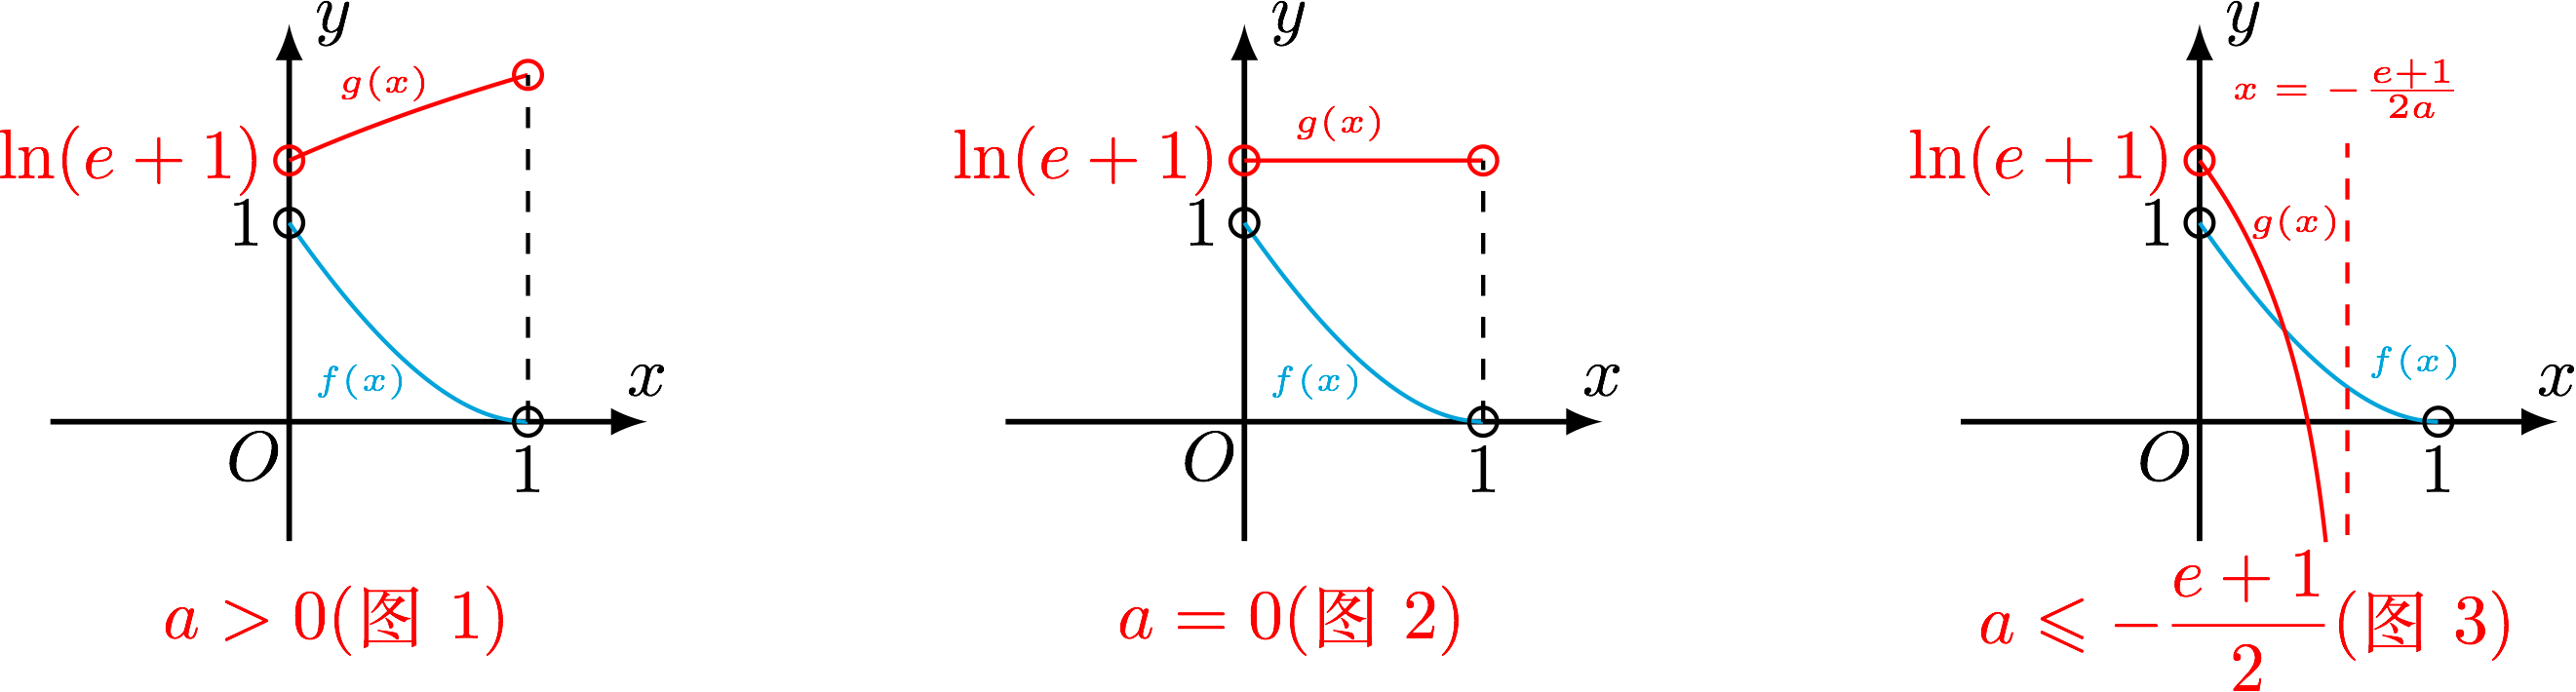 y
g(x)
ln(e + 1)
1
f(x)
x
O
1
a > 0(图 1)
y
g(x)
ln(e + 1)
1
f(x)
x
O
1
a = 0(图 2)
y
x = −\frac{e+1}{2a}
ln(e + 1)
1
g(x)
f(x)
x
O
1
a ⩽ −\frac{e + 1}{2}(图 3)